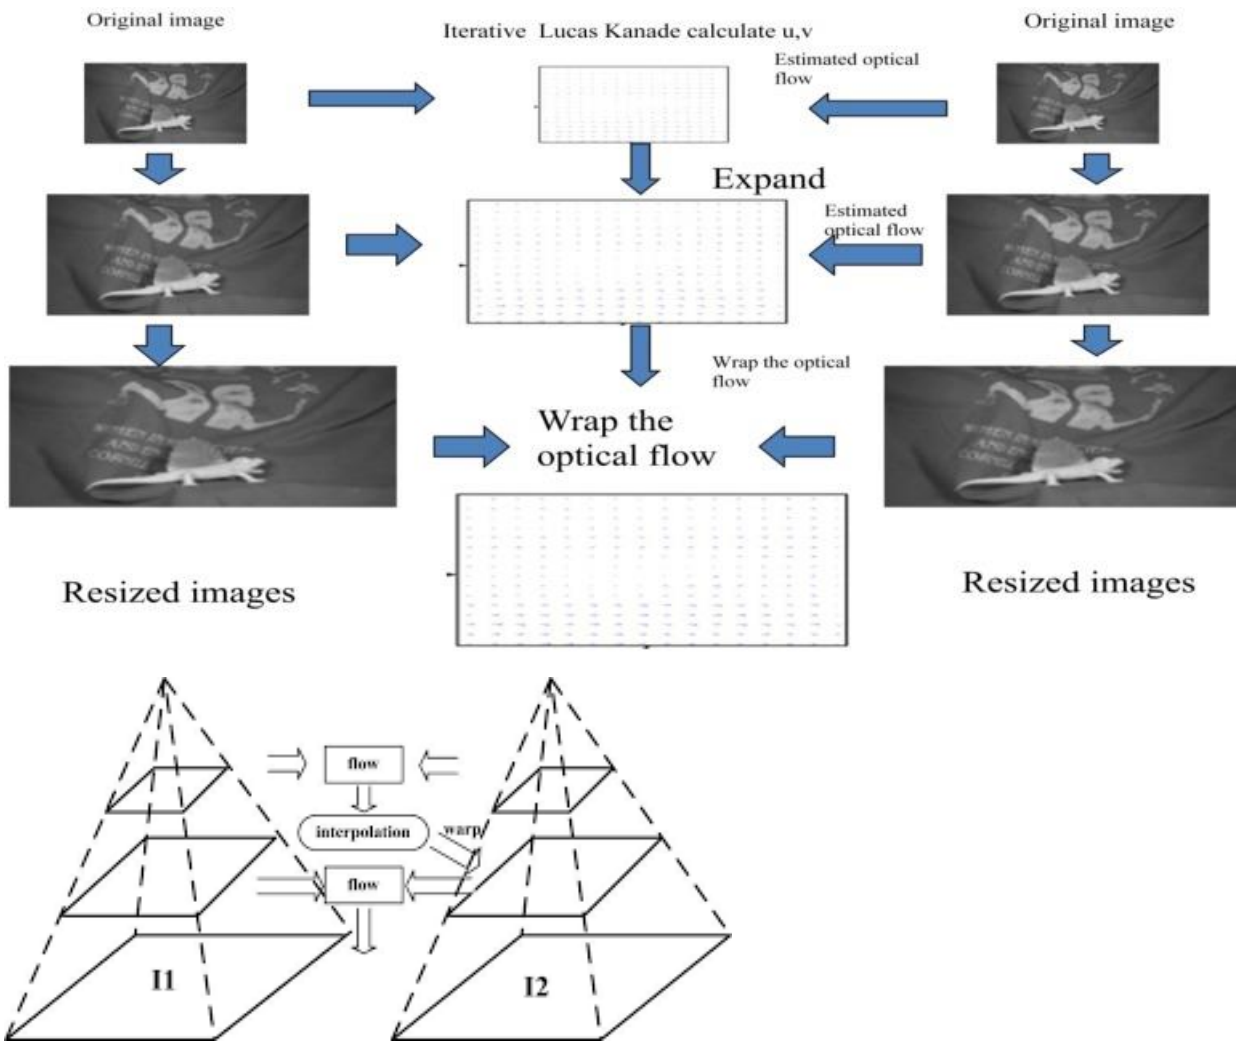 Original image
Iterative Lucas Kanade calculate u,v
Original image
Estimated optical
flow
Expand
Estimated
optical flow
Wrap the optical
flow
Wrap the
optical flow
Resized images
Resized images
flow
interpolation
warp
flow
I1
I2